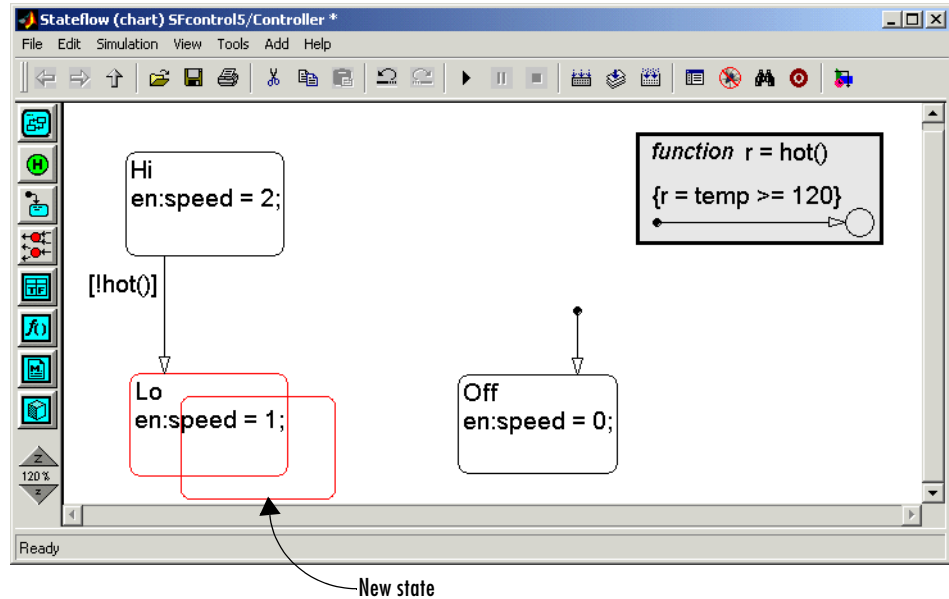 Stateflow (chart) SFcontrol5/Controller *
File Edit Simulation View Tools Add Help
H
function r = hot()
{r = temp >= 120}
Hi
en:speed = 2;
[!hot()]
Lo
en:speed = 1;
Off
en:speed = 0;
TF
f()
M
Z
120 %
z
Ready
New state